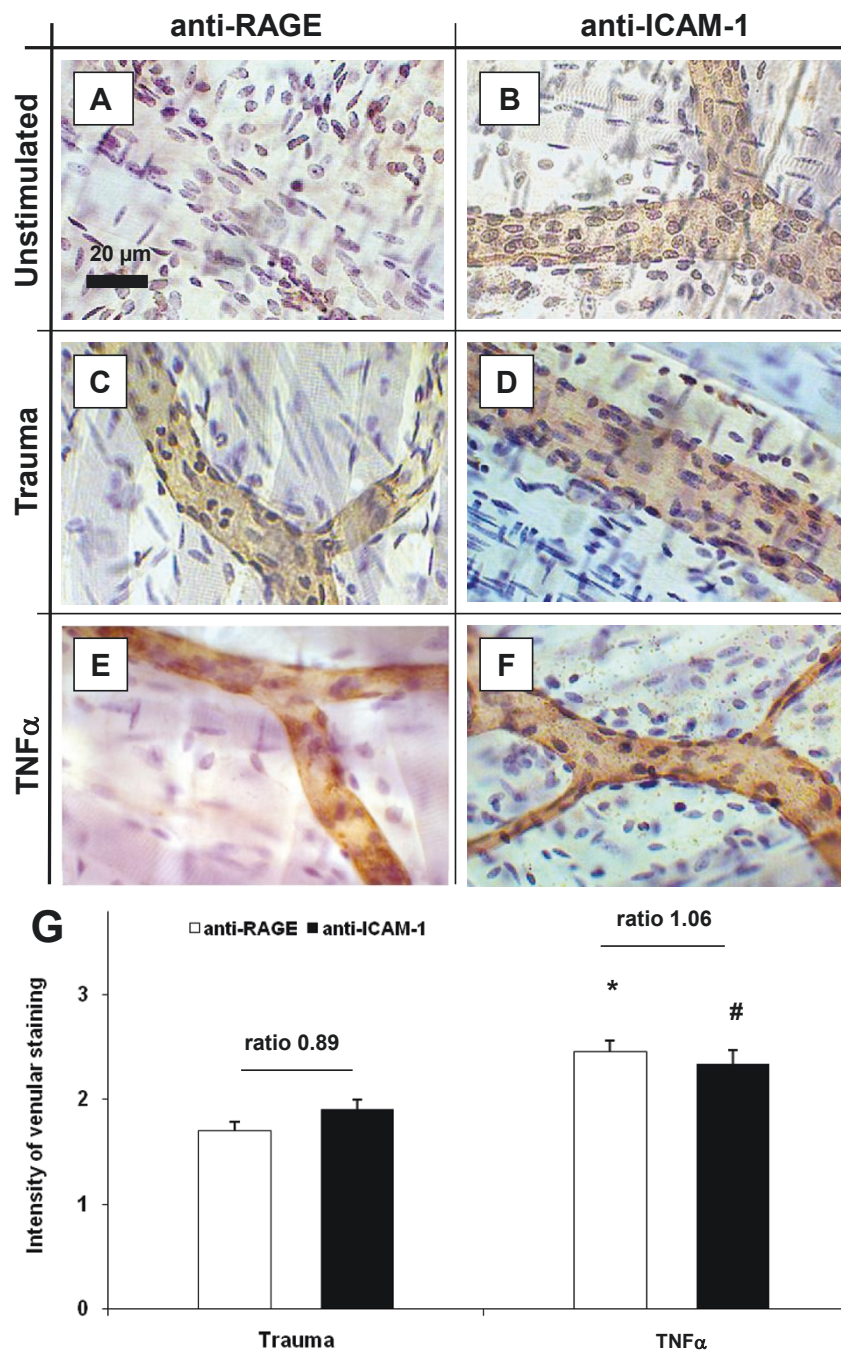 anti-RAGE
anti-ICAM-1
Unstimulated
A
20 µm
B
Trauma
C
D
TNFα
E
F
G
anti-RAGE anti-ICAM-1
ratio 1.06
*
#
ratio 0.89
Intensity of venular staining
3
2
1
0
Trauma
TNFα